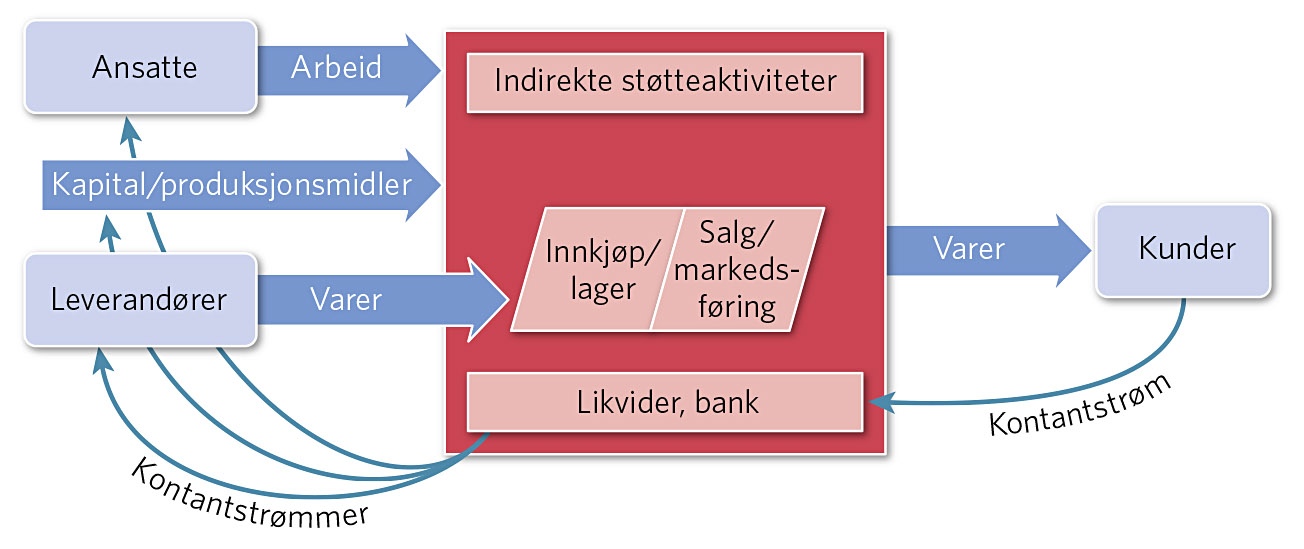 Ansatte
Arbeid
Indirekte støtteaktiviteter
Kapital/produksjonsmidler
Leverandører
Varer
Innkjøp/
lager
Salg/
markeds-
føring
Varer
Kunder
Likvider, bank
Kontantstrøm
Kontantstrømmer